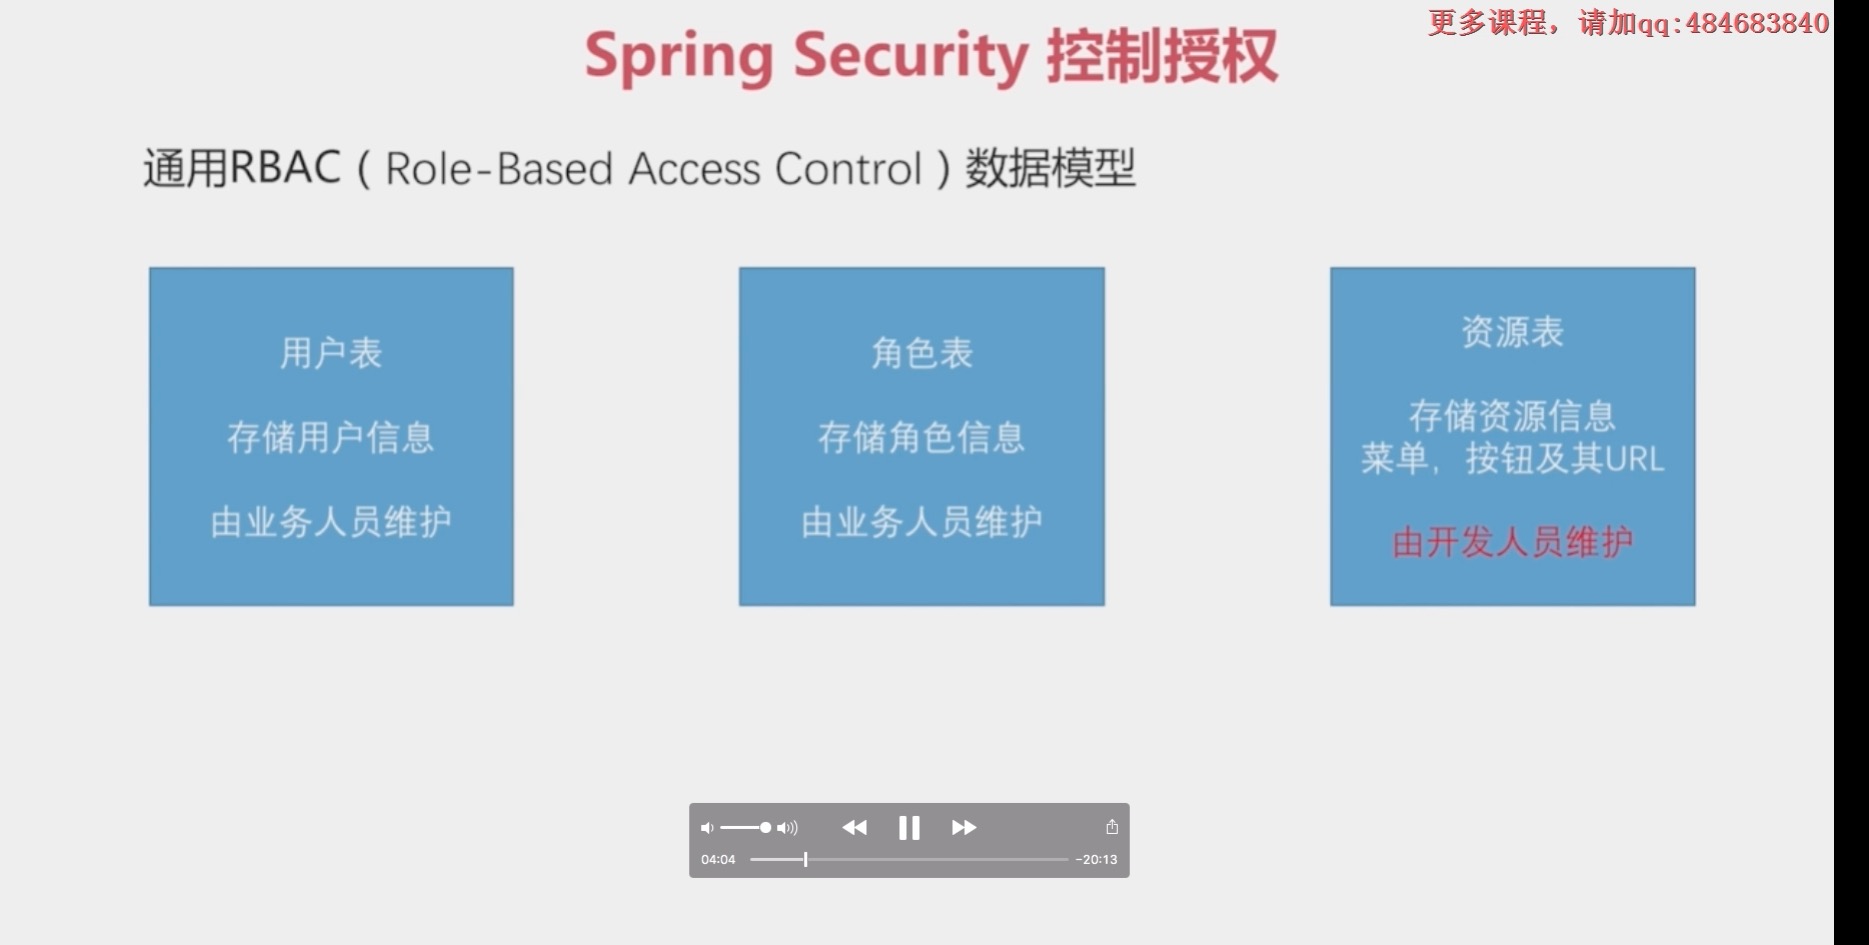 更多课程，请加qq:484683840
Spring Security 控制授权
通用RBAC（Role-Based Access Control）数据模型
用户表
存储用户信息
由业务人员维护
角色表
存储角色信息
由业务人员维护
资源表
存储资源信息
菜单，按钮及其URL
由开发人员维护
04:04
-20:13